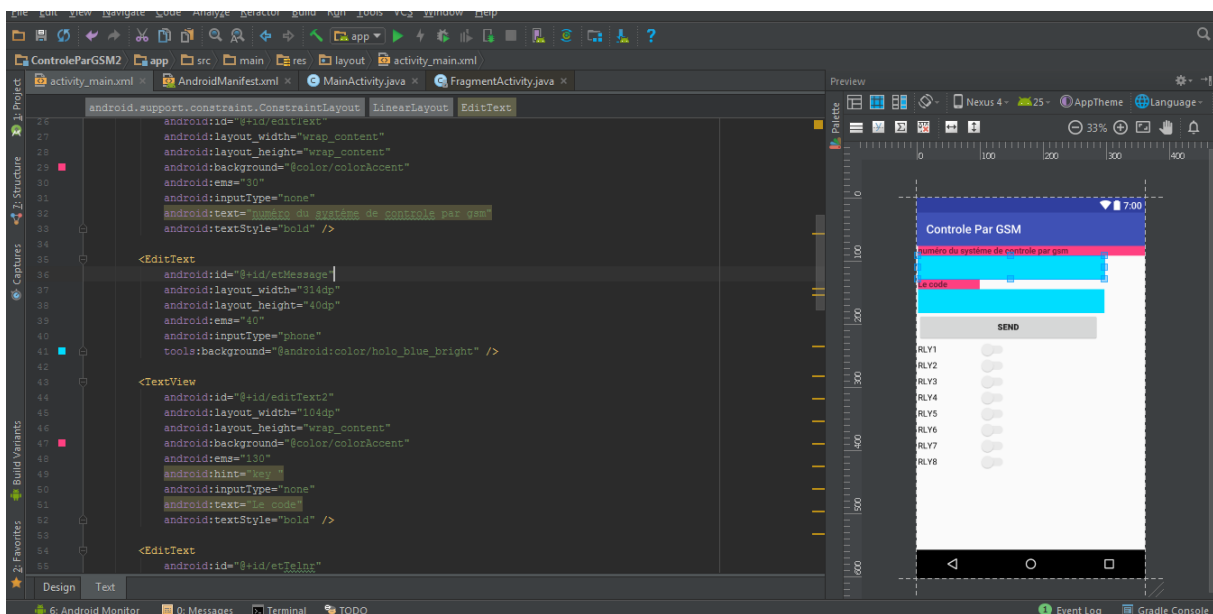 File Edit View Navigate Code Analyze Refactor Build Run Tools VCS Window Help
app
ControleParGSM2 app src main res layout activity_main.xml
activity_main.xml AndroidManifest.xml MainActivity.java FragmentActivity.java
android.support.constraint.ConstraintLayout LinearLayout EditText
26 android:id="@+id/editText"
27 android:layout_width="wrap_content"
28 android:layout_height="wrap_content"
29 android:background="@color/colorAccent"
30 android:ems="30"
31 android:inputType="none"
32 android:text="numéro du système de controle par gsm"
33 android:textStyle="bold" />
34
35 <EditText
36 android:id="@+id/etMessage"
37 android:layout_width="314dp"
38 android:layout_height="40dp"
39 android:ems="40"
40 android:inputType="phone"
41 tools:background="@android:color/holo_blue_bright" />
42
43 <TextView
44 android:id="@+id/editText2"
45 android:layout_width="104dp"
46 android:layout_height="wrap_content"
47 android:background="@color/colorAccent"
48 android:ems="130"
49 android:hint="key "
50 android:inputType="none"
51 android:text="Le code"
52 android:textStyle="bold" />
53
54 <EditText
55 android:id="@+id/etTelnr"
Design Text
1: Project
7: Structure
Captures
Build Variants
2: Favorites
Preview
Palette
Nexus 4 25 AppTheme Language
33%
0 100 200 300 400
0
100
200
300
400
500
600
7:00
Controle Par GSM
numéro du système de controle par gsm
Le code
SEND
RLY1
RLY2
RLY3
RLY4
RLY5
RLY6
RLY7
RLY8
6: Android Monitor 0: Messages Terminal TODO 1 Event Log Gradle Console